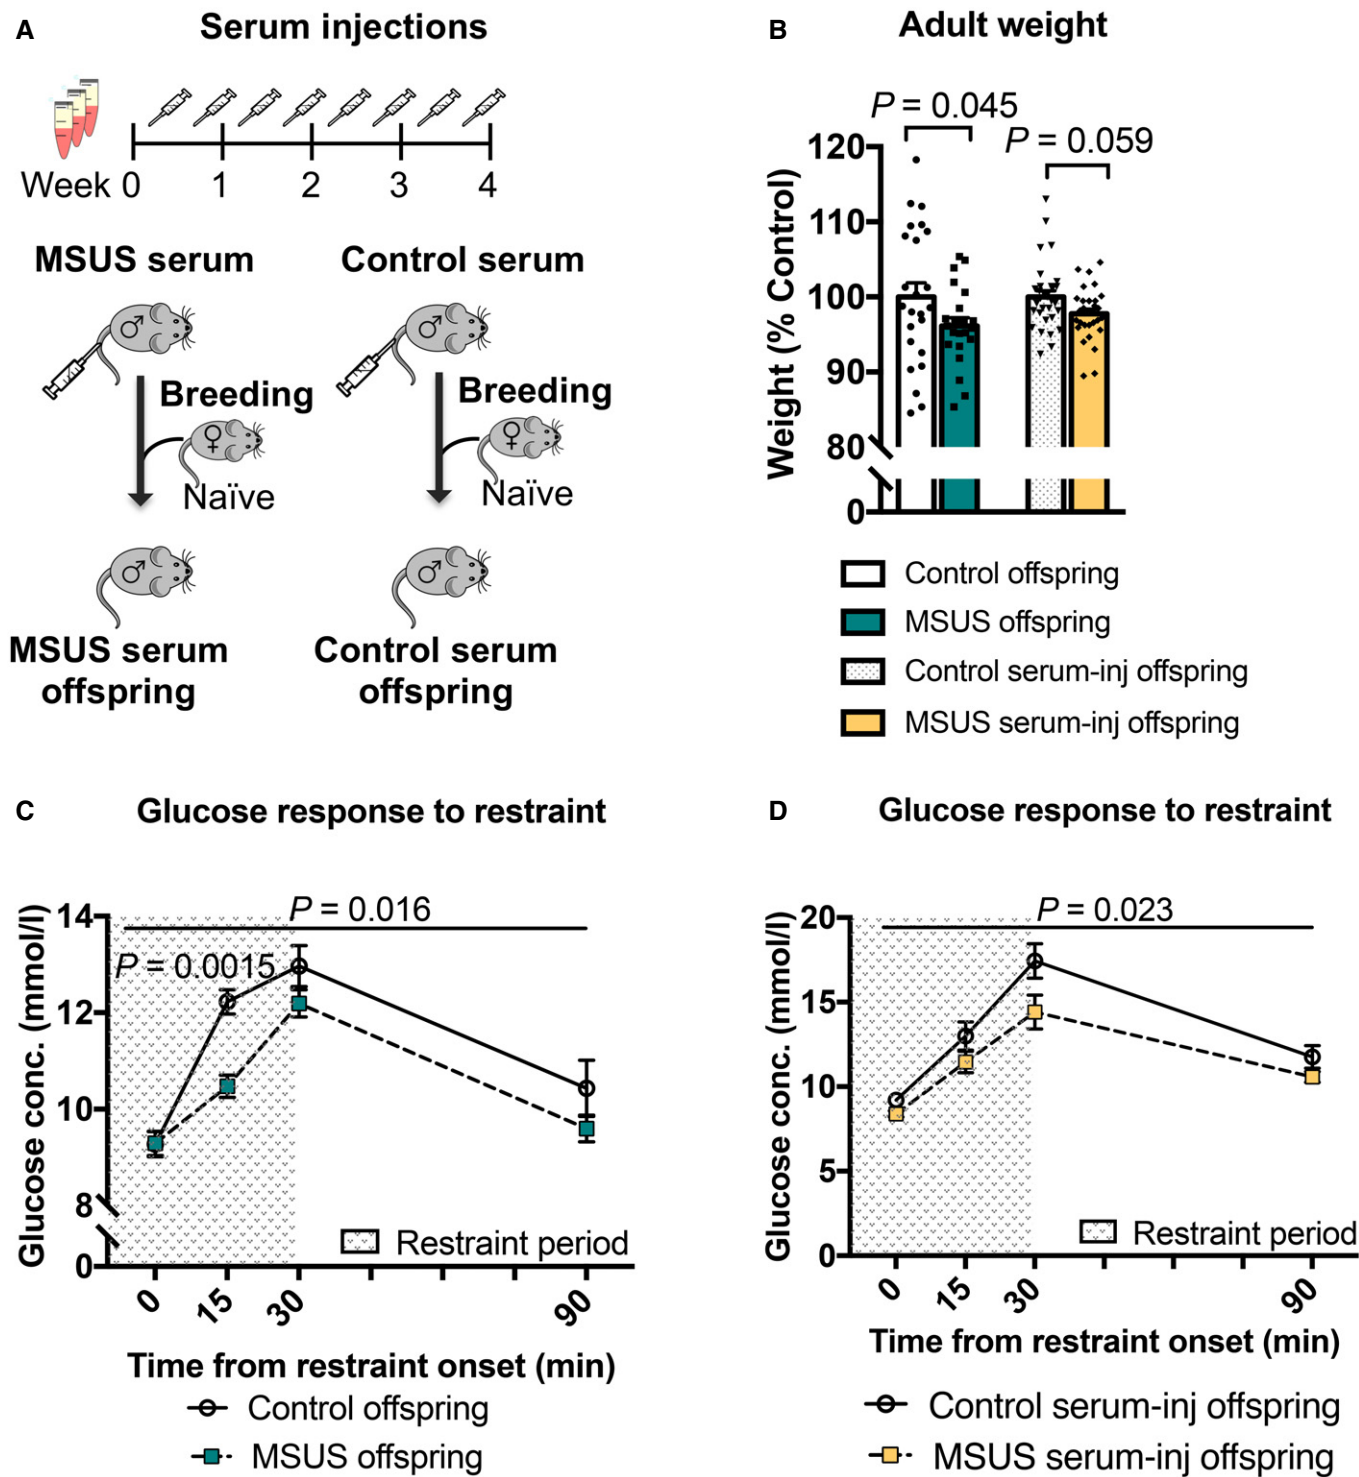 A
Serum injections
Week 0 1 2 3 4
MSUS serum
Control serum
♂
♂
Breeding
Breeding
♀
♀
Naïve
Naïve
♂
♂
MSUS serum
offspring
Control serum
offspring
B
Adult weight
P = 0.045
P = 0.059
Weight (% Control)
120
110
100
90
80
0
Control offspring
MSUS offspring
Control serum-inj offspring
MSUS serum-inj offspring
C
Glucose response to restraint
P = 0.016
P = 0.0015
Glucose conc. (mmol/l)
14
12
10
8
0
Restraint period
0 15 30 90
Time from restraint onset (min)
Control offspring
MSUS offspring
D
Glucose response to restraint
P = 0.023
Glucose conc. (mmol/l)
20
15
10
5
0
Restraint period
0 15 30 90
Time from restraint onset (min)
Control serum-inj offspring
MSUS serum-inj offspring